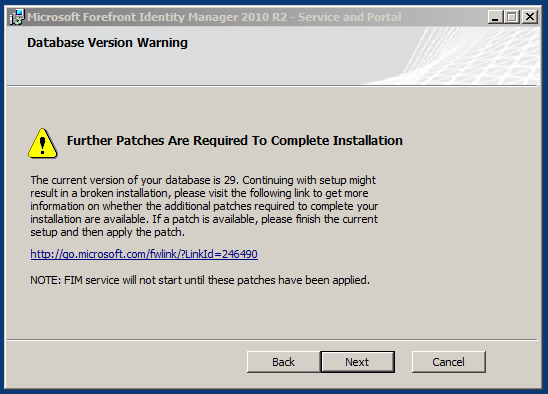 Microsoft Forefront Identity Manager 2010 R2 - Service and Portal
Database Version Warning
Further Patches Are Required To Complete Installation
The current version of your database is 29. Continuing with setup might
result in a broken installation, please visit the following link to get more
information on whether the additional patches required to complete your
installation are available. If a patch is available, please finish the current
setup and then apply the patch.
http://go.microsoft.com/fwlink/?LinkId=246490
NOTE: FIM service will not start until these patches have been applied.
Back
Next
Cancel